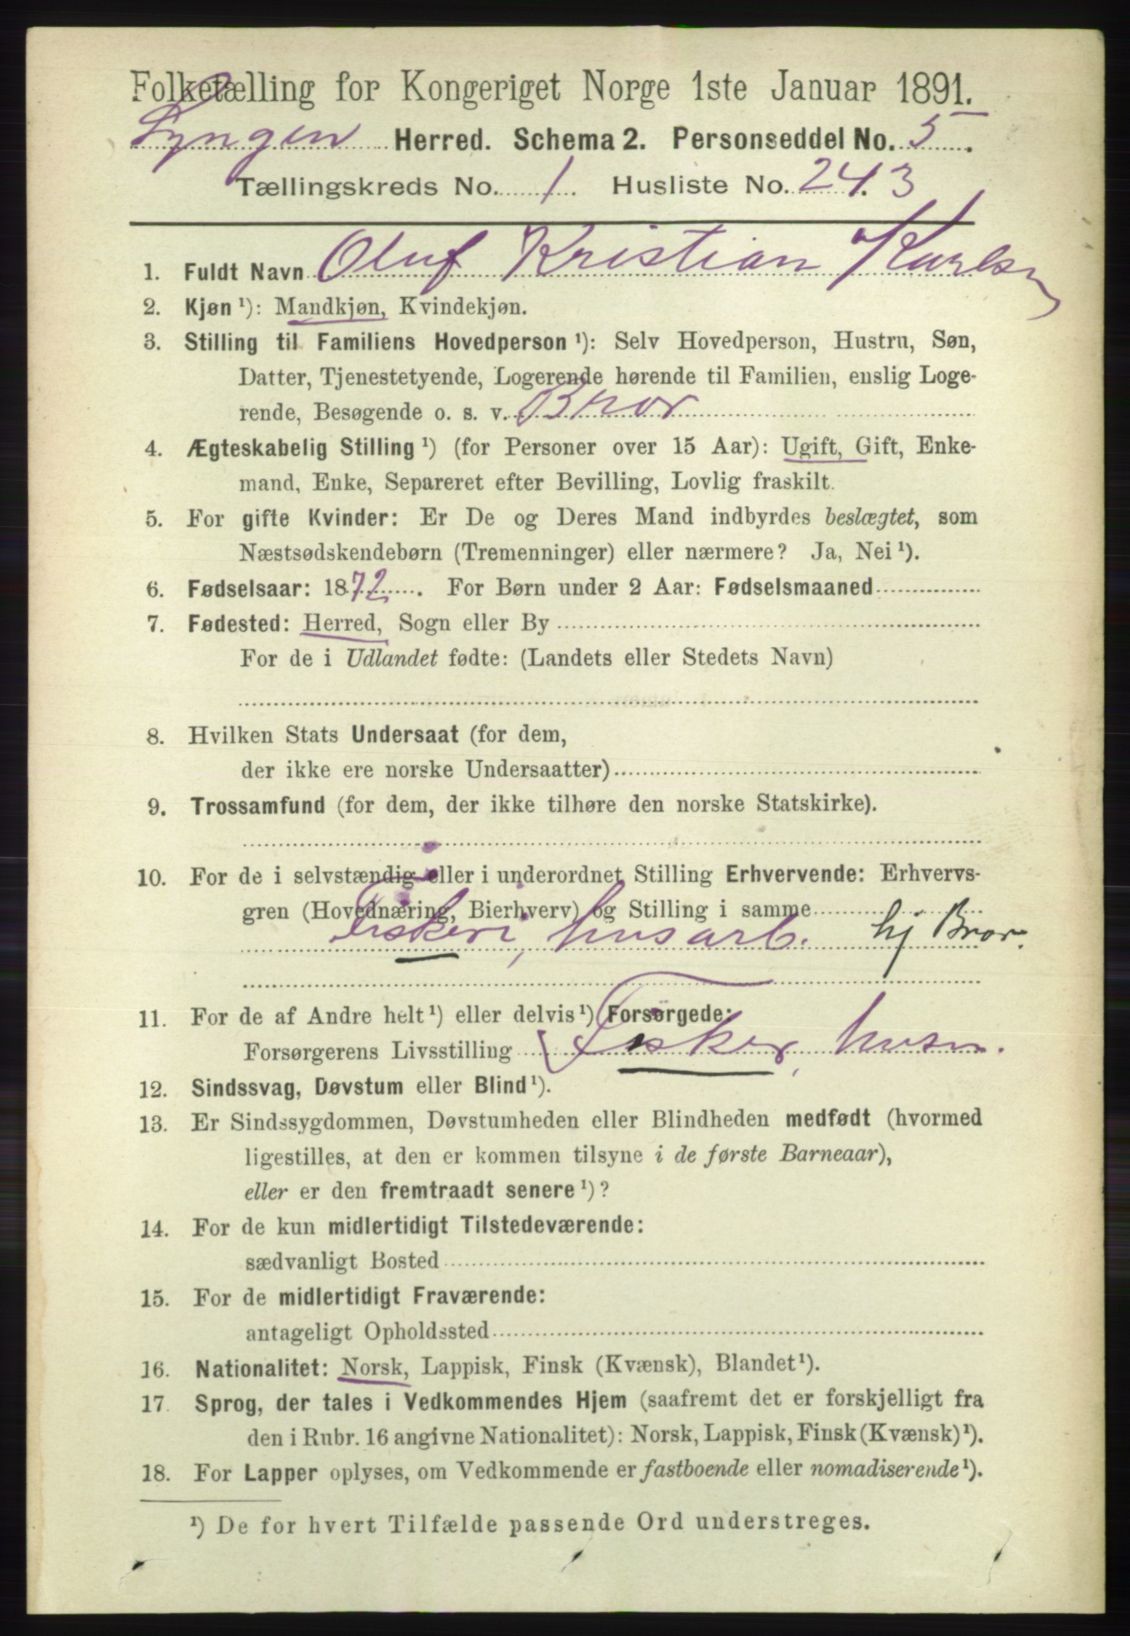 Folketælling for Kongeriget Norge 1ste Januar 1891.
Lyngen Herred. Schema 2. Personseddel No. 5.
Tællingskreds No. 1. Husliste No. 243
1. Fuldt Navn Oluf Kristian Karlsen
2. Kjøn ¹): Mandkjøn, Kvindekjøn.
3. Stilling til Familiens Hovedperson ¹): Selv Hovedperson, Hustru, Søn,
Datter, Tjenestetyende, Logerende hørende til Familien, enslig Loge-
rende, Besøgende o. s. v. Bror
4. Ægteskabelig Stilling ¹) (for Personer over 15 Aar): Ugift, Gift, Enke-
mand, Enke, Separeret efter Bevilling, Lovlig fraskilt.
5. For gifte Kvinder: Er De og Deres Mand indbyrdes beslægtet, som
Næstsødskendebørn (Tremenninger) eller nærmere? Ja, Nei ¹).
6. Fødselsaar: 1872. For Børn under 2 Aar: Fødselsmaaned
7. Fødested: Herred, Sogn eller By
For de i Udlandet fødte: (Landets eller Stedets Navn)
8. Hvilken Stats Undersaat (for dem,
der ikke ere norske Undersaatter)
9. Trossamfund (for dem, der ikke tilhøre den norske Statskirke).
10. For de i selvstændig eller i underordnet Stilling Erhvervende: Erhvervs-
gren (Hovednæring, Bierhverv) og Stilling i samme
Fiskeri, husarb. hj Bror.
11. For de af Andre helt ¹) eller delvis ¹) Forsørgede:
Forsørgerens Livsstilling (Fisker, husm.
12. Sindssvag, Døvstum eller Blind ¹).
13. Er Sindssygdommen, Døvstumheden eller Blindheden medfødt (hvormed
ligestilles, at den er kommen tilsyne i de første Barneaar),
eller er den fremtraadt senere ¹)?
14. For de kun midlertidigt Tilstedeværende:
sædvanligt Bosted
15. For de midlertidigt Fraværende:
antageligt Opholdssted
16. Nationalitet: Norsk, Lappisk, Finsk (Kvænsk), Blandet ¹).
17. Sprog, der tales i Vedkommendes Hjem (saafremt det er forskjelligt fra
den i Rubr. 16 angivne Nationalitet): Norsk, Lappisk, Finsk (Kvænsk) ¹).
18. For Lapper oplyses, om Vedkommende er fastboende eller nomadiserende ¹).
¹) De for hvert Tilfælde passende Ord understreges.